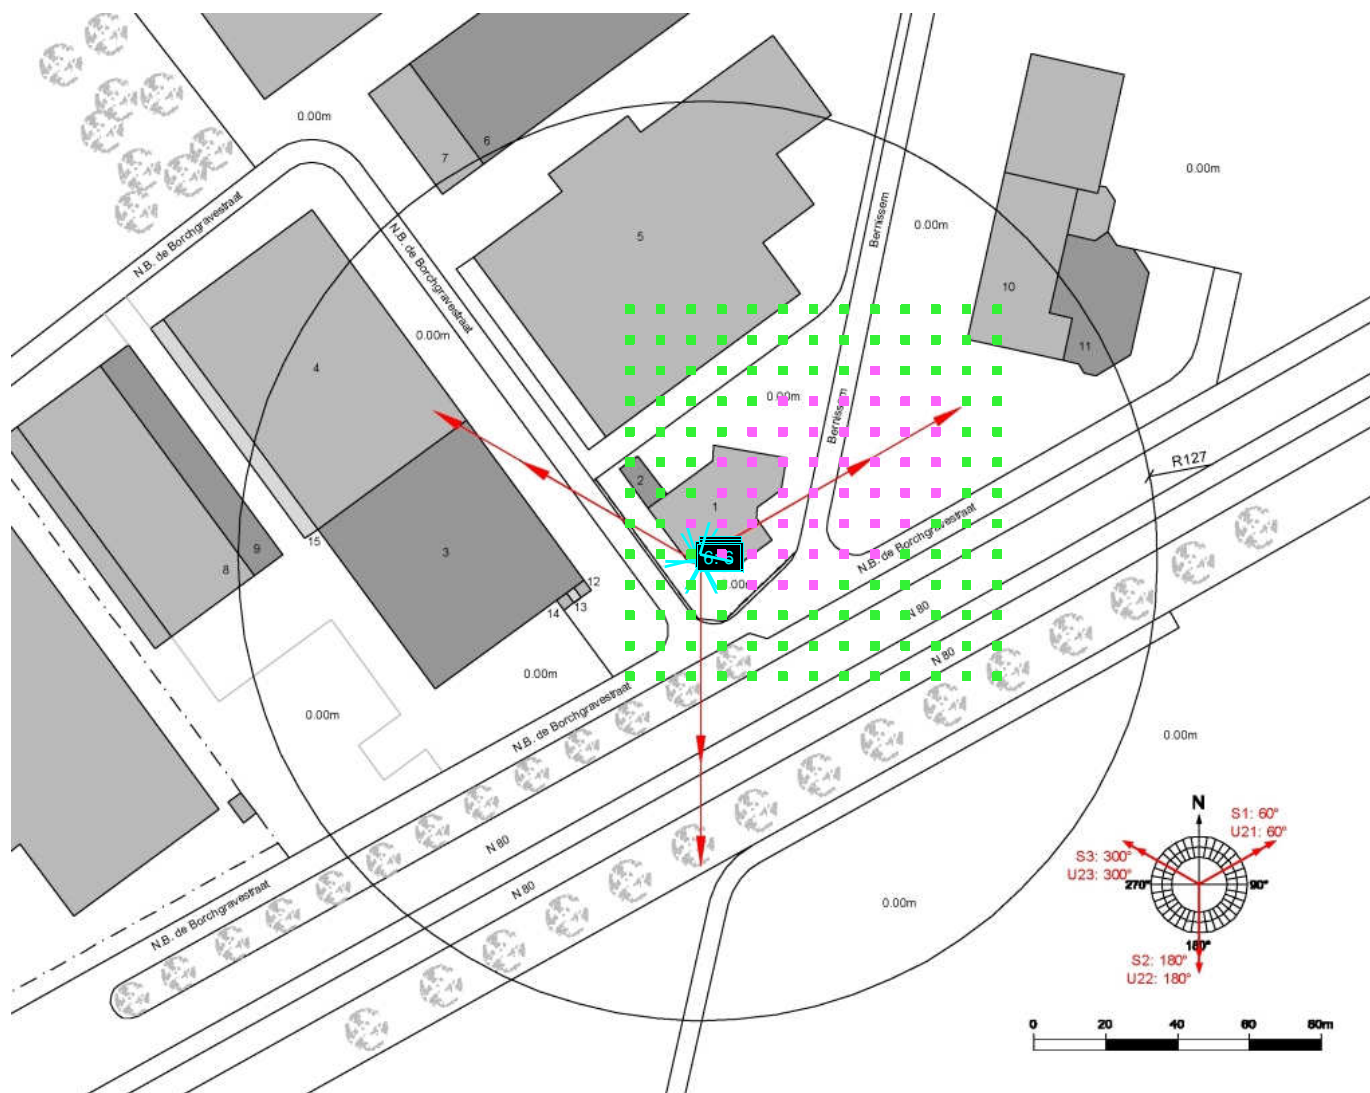 0.00m
6
7
0.00m
N.B. de Borchgravestraat
N.B. de Borchgravestraat
Bernissem
0.00m
5
10
0.00m
11
4
0.00m
Bernissem
R127
2
1
N.B. de Borchgravestraat
9
15
3
8
12
13
14
N 80
N 80
0.00m
0.00m
N.B. de Borchgravestraat
0.00m
N
S1: 60°
U21: 60°
S3: 300°
U23: 300°
270°
90°
180°
S2: 180°
U22: 180°
N 80
N 80
N.B. de Borchgravestraat
0.00m
0
20
40
60
80m